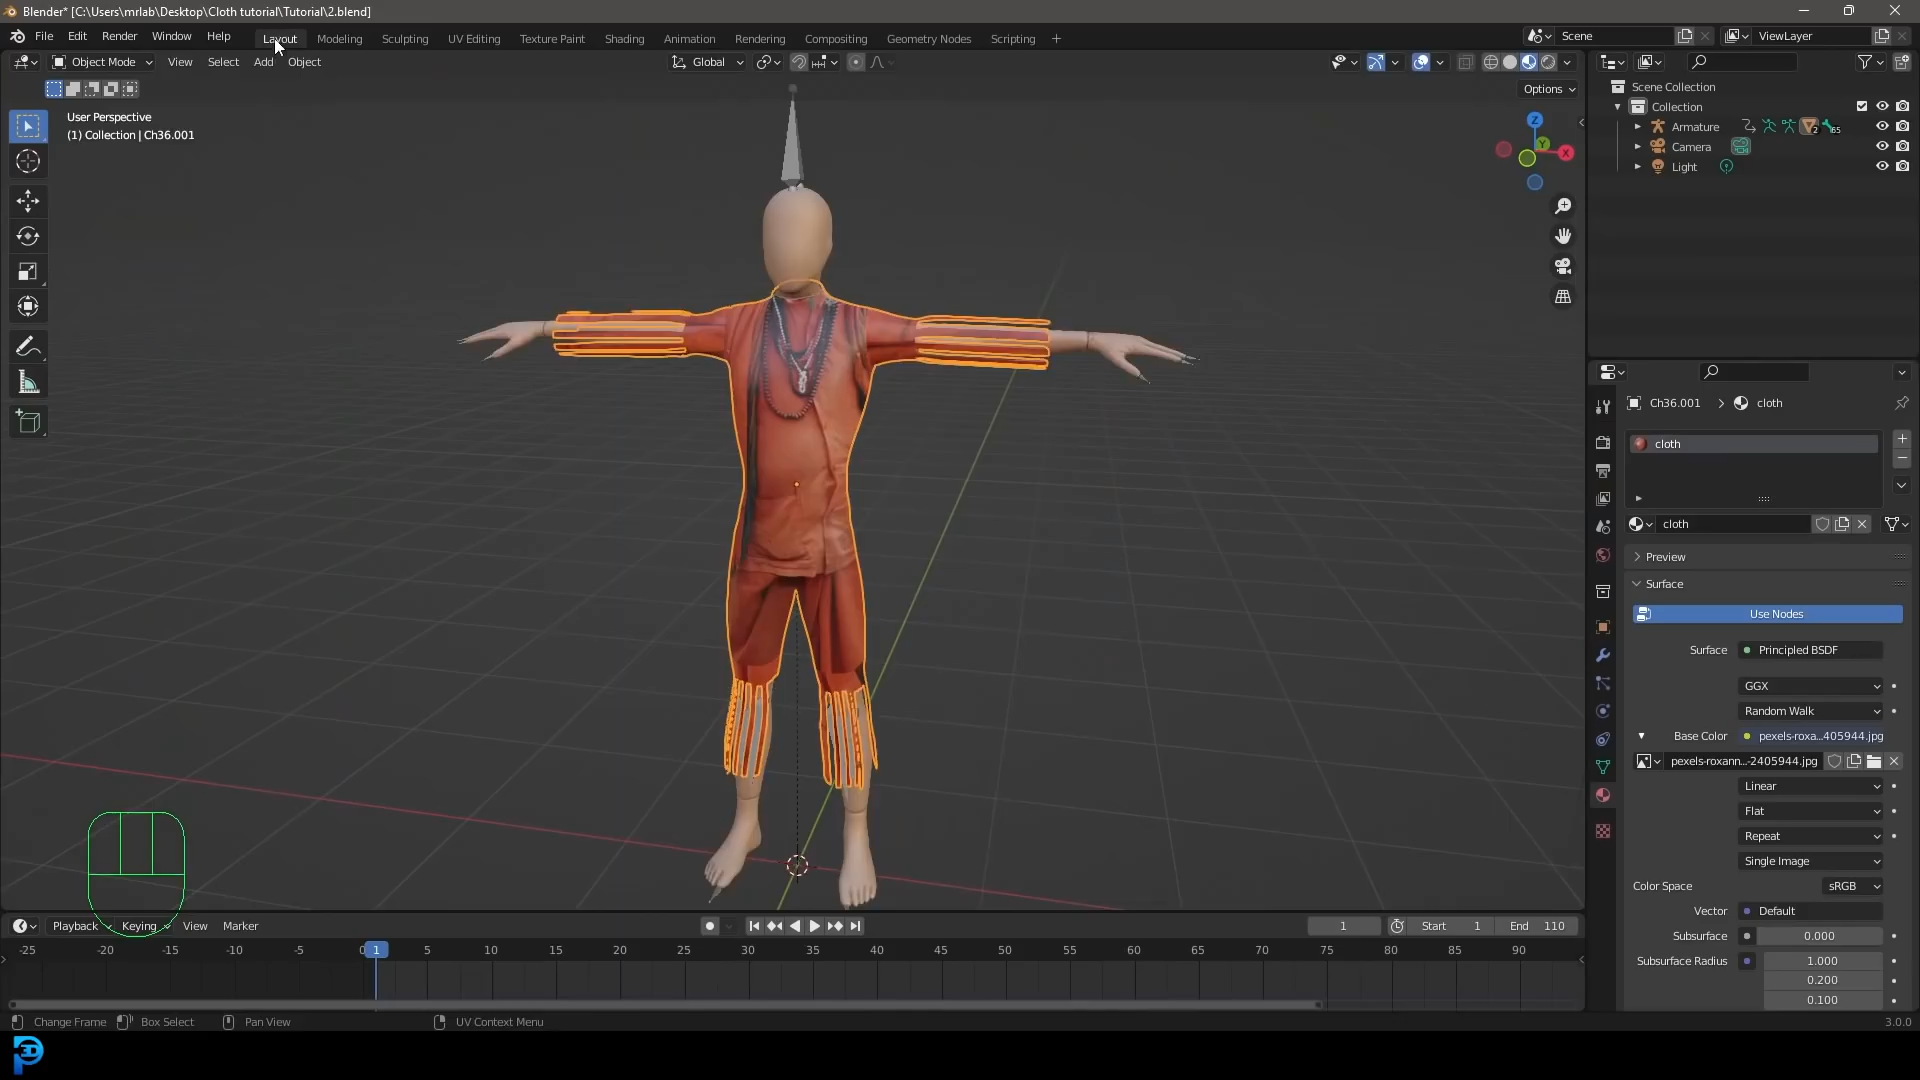 Blender* [C:\Users\mrlab\Desktop\Cloth tutorial\Tutorial\2.blend]
File Edit Render Window Help Layout Modeling Sculpting UV Editing Texture Paint Shading Animation Rendering Compositing Geometry Nodes Scripting + Scene ViewLayer
Object Mode View Select Add Object Global
Options
User Perspective
(1) Collection | Ch36.001
Z
Y
X
Scene Collection
Collection
Armature 2 65
Camera
Light
Ch36.001 > cloth
cloth
cloth
Preview
Surface
Use Nodes
Surface Principled BSDF
GGX
Random Walk
Base Color pexels-roxa...405944.jpg
pexels-roxann...-2405944.jpg
Linear
Flat
Repeat
Single Image
Color Space sRGB
Vector Default
Subsurface 0.000
Subsurface Radius 1.000
0.200
0.100
Playback Keying View Marker 1 Start 1 End 110
-25 -20 -15 -10 -5 0 1 5 10 15 20 25 30 35 40 45 50 55 60 65 70 75 80 85 90
Change Frame Box Select Pan View UV Context Menu 3.0.0